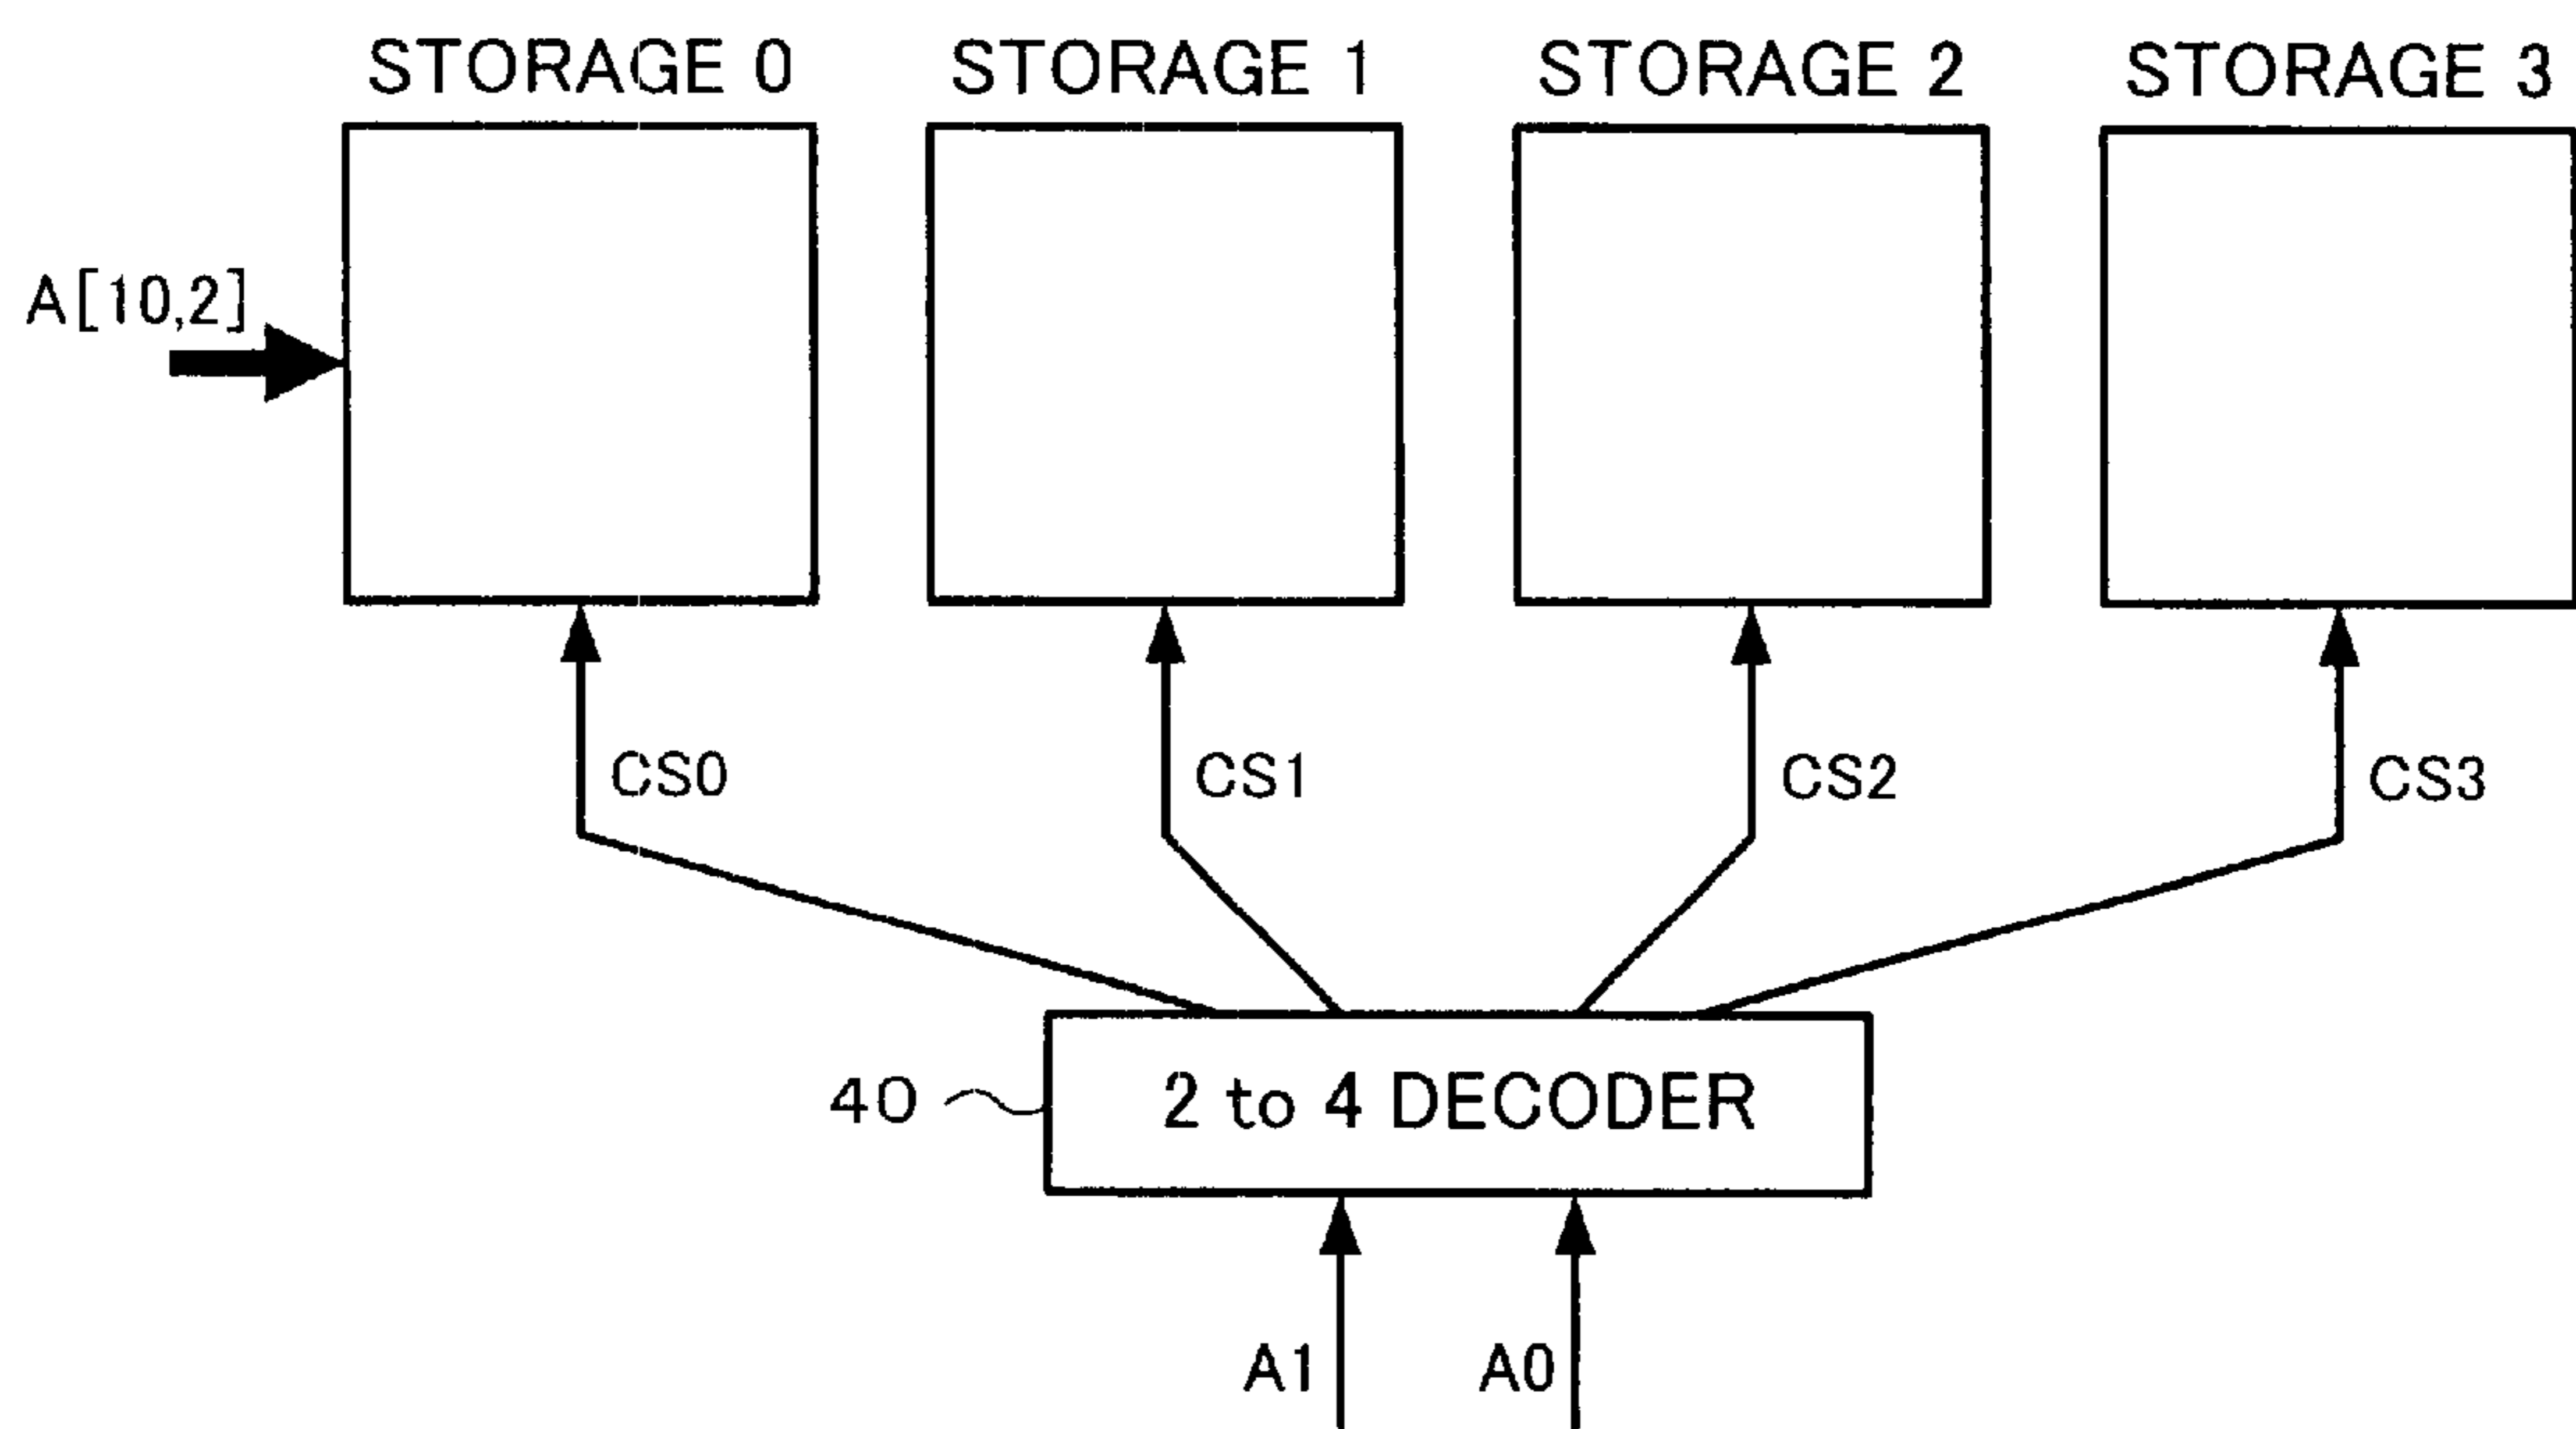 STORAGE 0 STORAGE 1 STORAGE 2 STORAGE 3
A[10,2]
CS0 CS1 CS2 CS3
40 2 to 4 DECODER
A1 A0